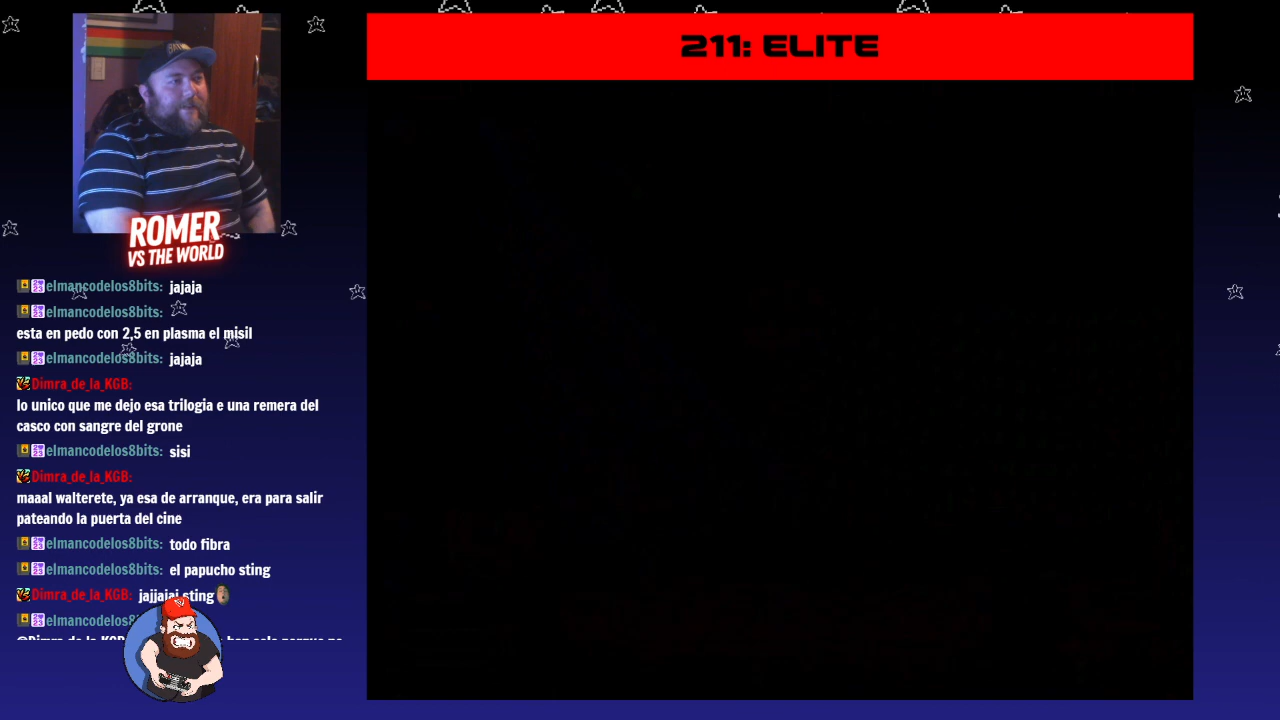 211: ELITE
ROMER
VS THE WORLD
elmancodelos8bits: jajaja
elmancodelos8bits:
esta en pedo con 2,5 en plasma el misil
elmancodelos8bits: jajaja
Dimra_de_la_KGB:
lo unico que me dejo esa trilogia e una remera del
casco con sangre del grone
elmancodelos8bits: sisi
Dimra_de_la_KGB:
maaal walterete, ya esa de arranque, era para salir
pateando la puerta del cine
elmancodelos8bits: todo fibra
elmancodelos8bits: el papucho sting
Dimra_de_la_KGB: jajjajaj sting
elmancodelos8